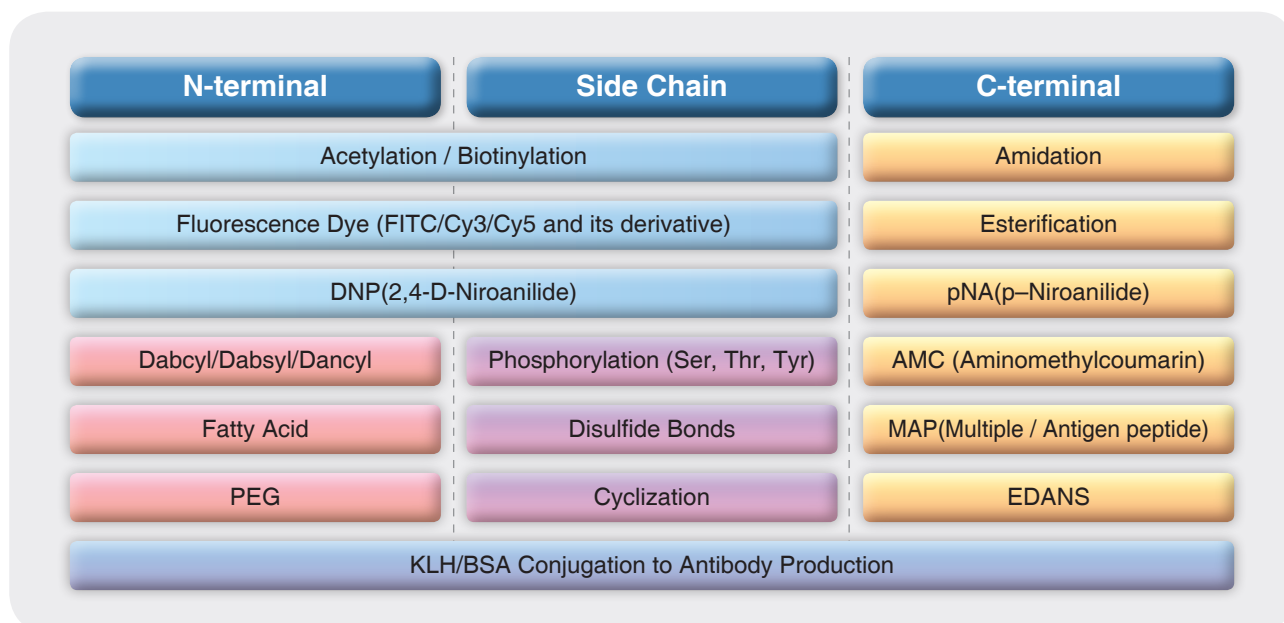 N-terminal
Side Chain
C-terminal
Acetylation / Biotinylation
Amidation
Fluorescence Dye (FITC/Cy3/Cy5 and its derivative)
Esterification
DNP(2,4-D-Niroanilide)
pNA(p–Niroanilide)
Dabcyl/Dabsyl/Dancyl
Phosphorylation (Ser, Thr, Tyr)
AMC (Aminomethylcoumarin)
Fatty Acid
Disulfide Bonds
MAP(Multiple / Antigen peptide)
PEG
Cyclization
EDANS
KLH/BSA Conjugation to Antibody Production